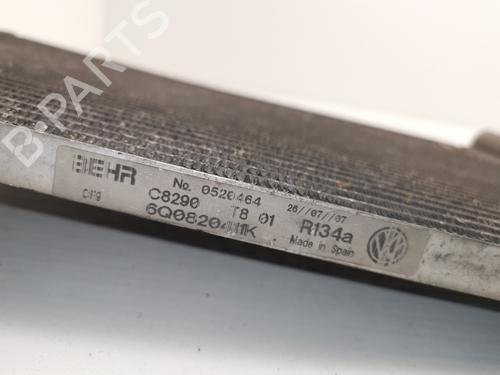 B-PARTS
BEHR
No. 0520464
26//07//07
C8290 T8 01
R134a
6Q0820411K
Made in Spain